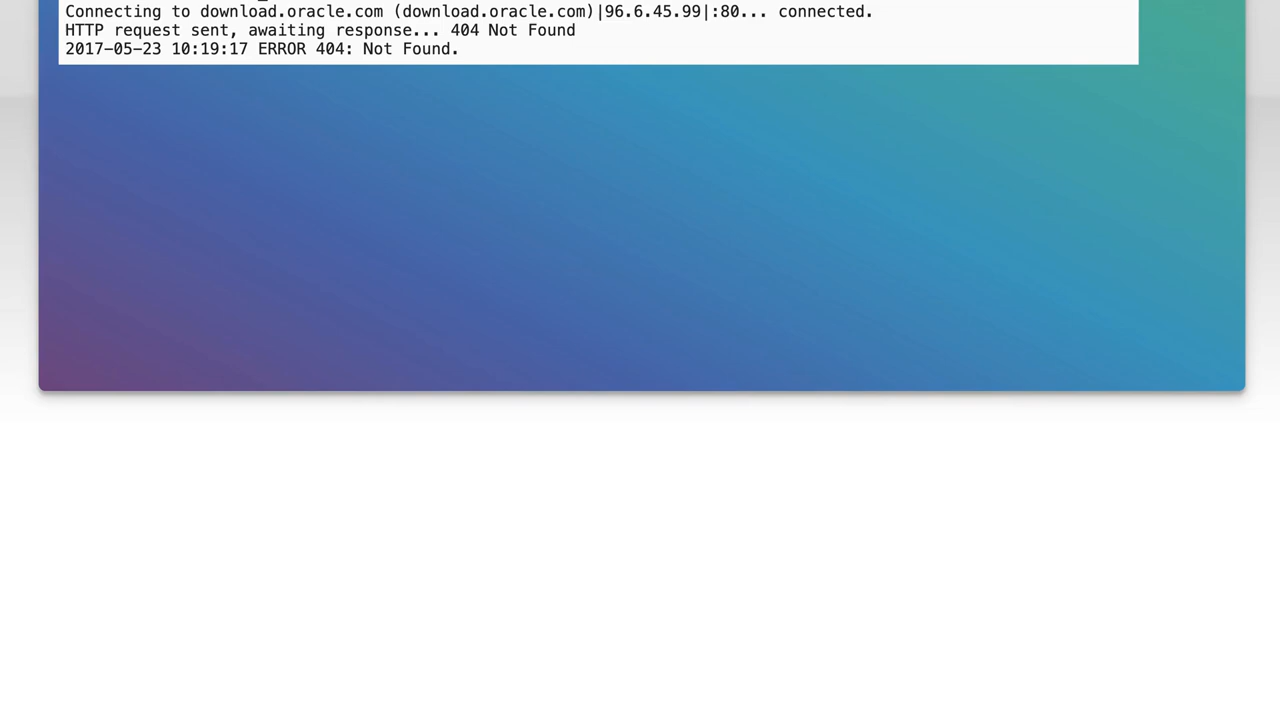 Connecting to download.oracle.com (download.oracle.com)|96.6.45.99|:80... connected.
HTTP request sent, awaiting response... 404 Not Found
2017-05-23 10:19:17 ERROR 404: Not Found.